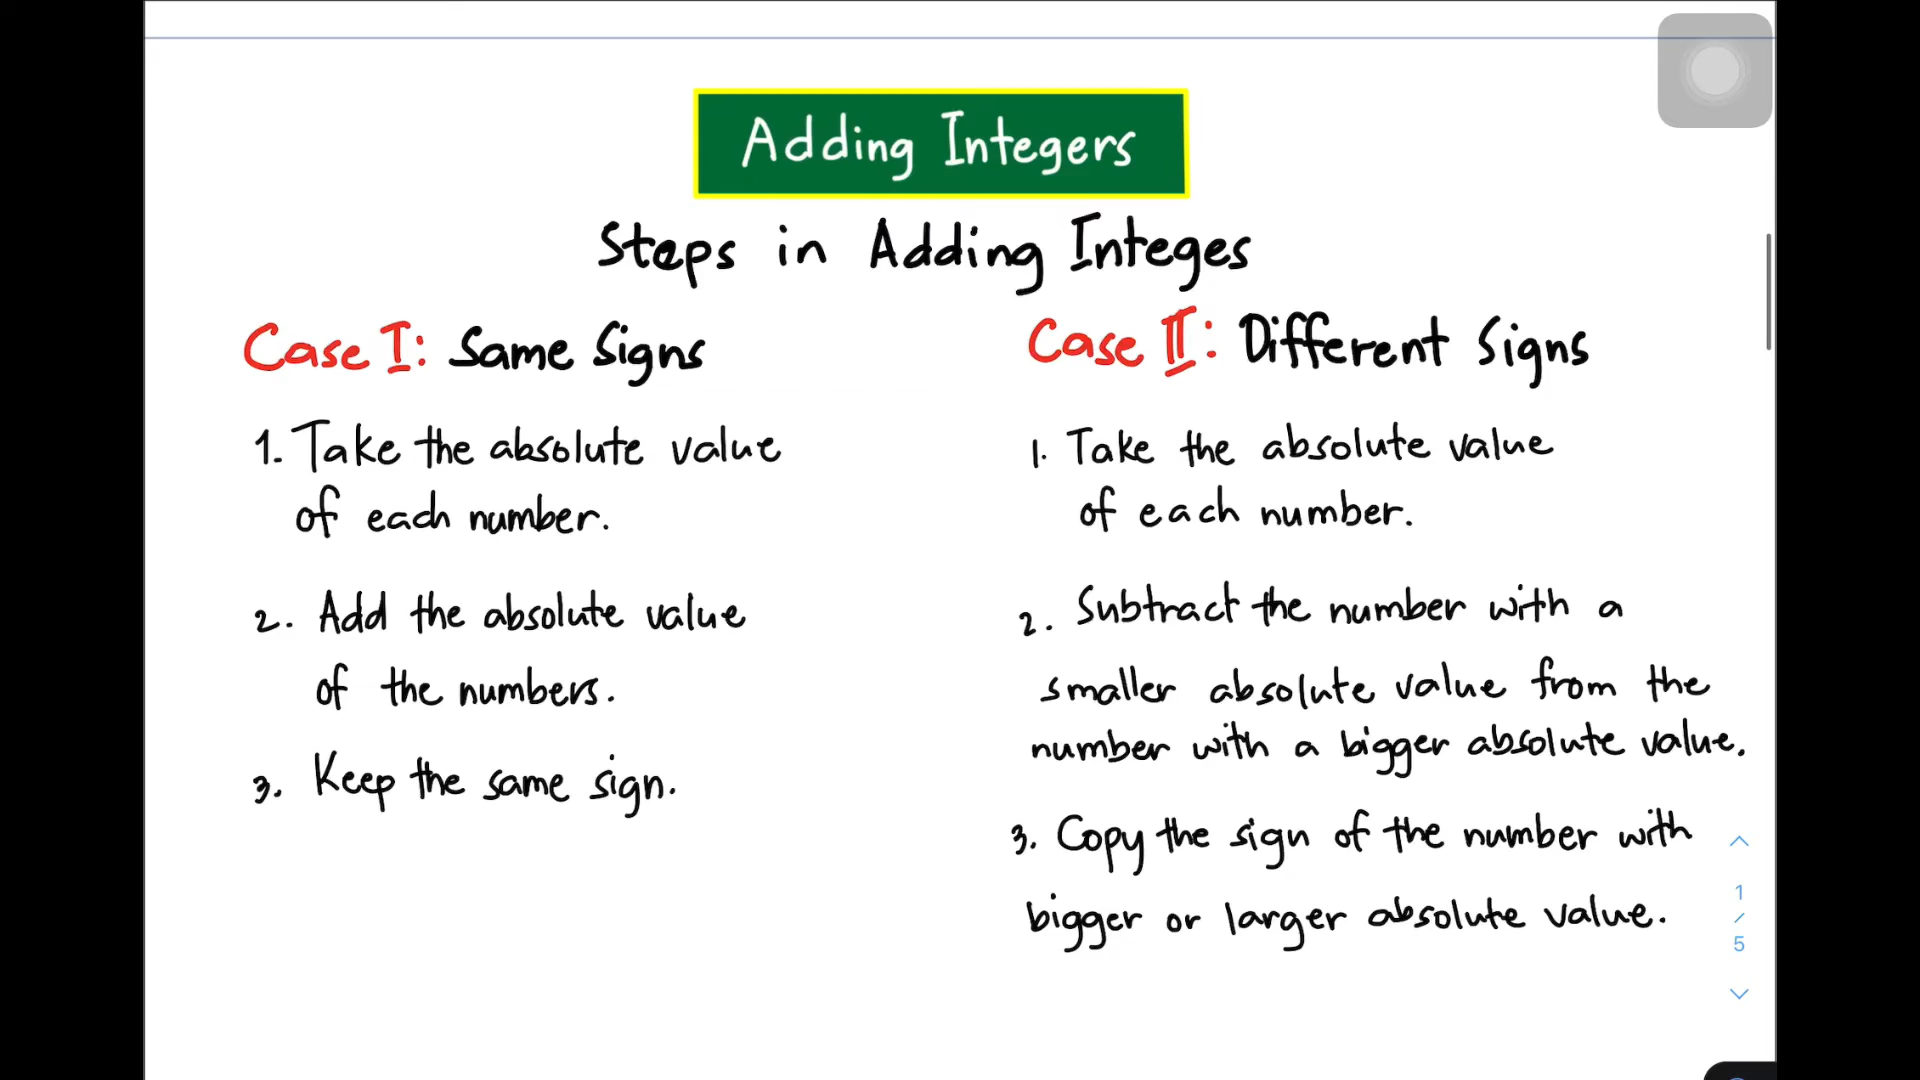 Adding Integers
Steps in Adding Integes
Case I: Same Signs
1. Take the absolute value
of each number.
2. Add the absolute value
of the numbers.
3. Keep the same sign.
Case II: Different Signs
1. Take the absolute value
of each number.
2. Subtract the number with a
smaller absolute value from the
number with a bigger absolute value.
3. Copy the sign of the number with
bigger or larger absolute value.
1
/
5